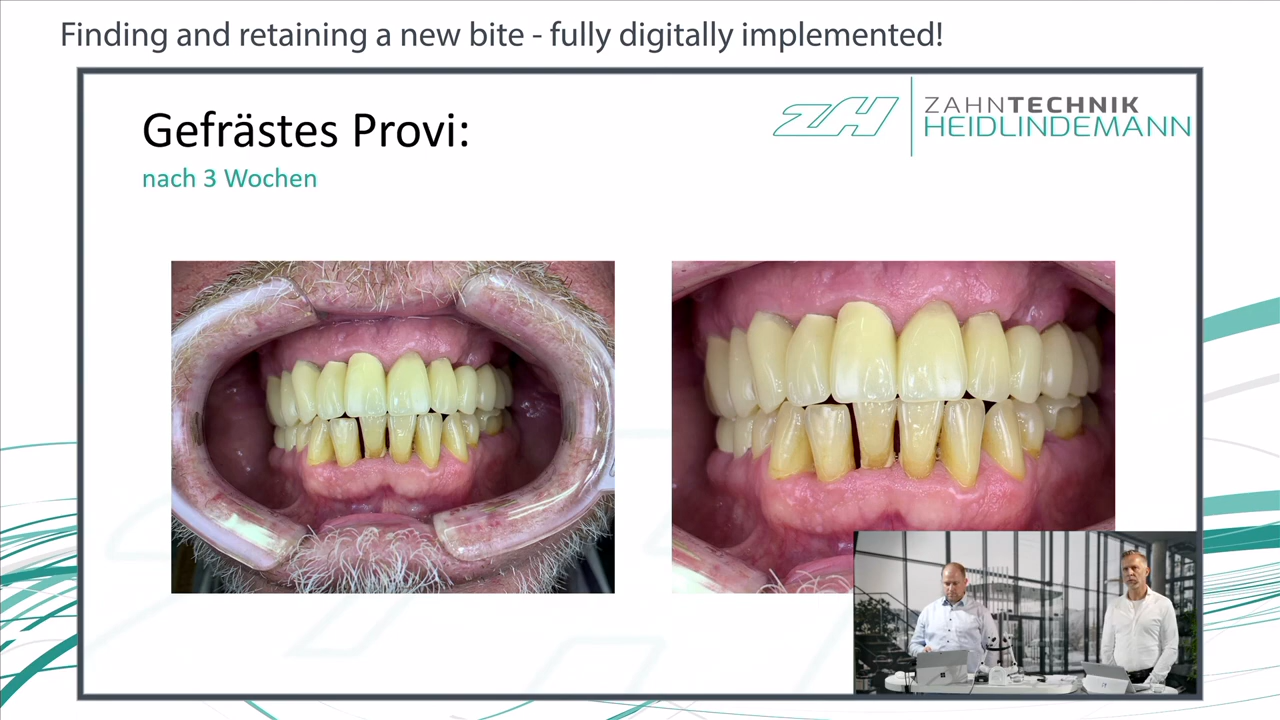 Finding and retaining a new bite - fully digitally implemented!
Gefrästes Provi:
nach 3 Wochen
ZH
ZAHNTECHNIK
HEIDLINDEMANN